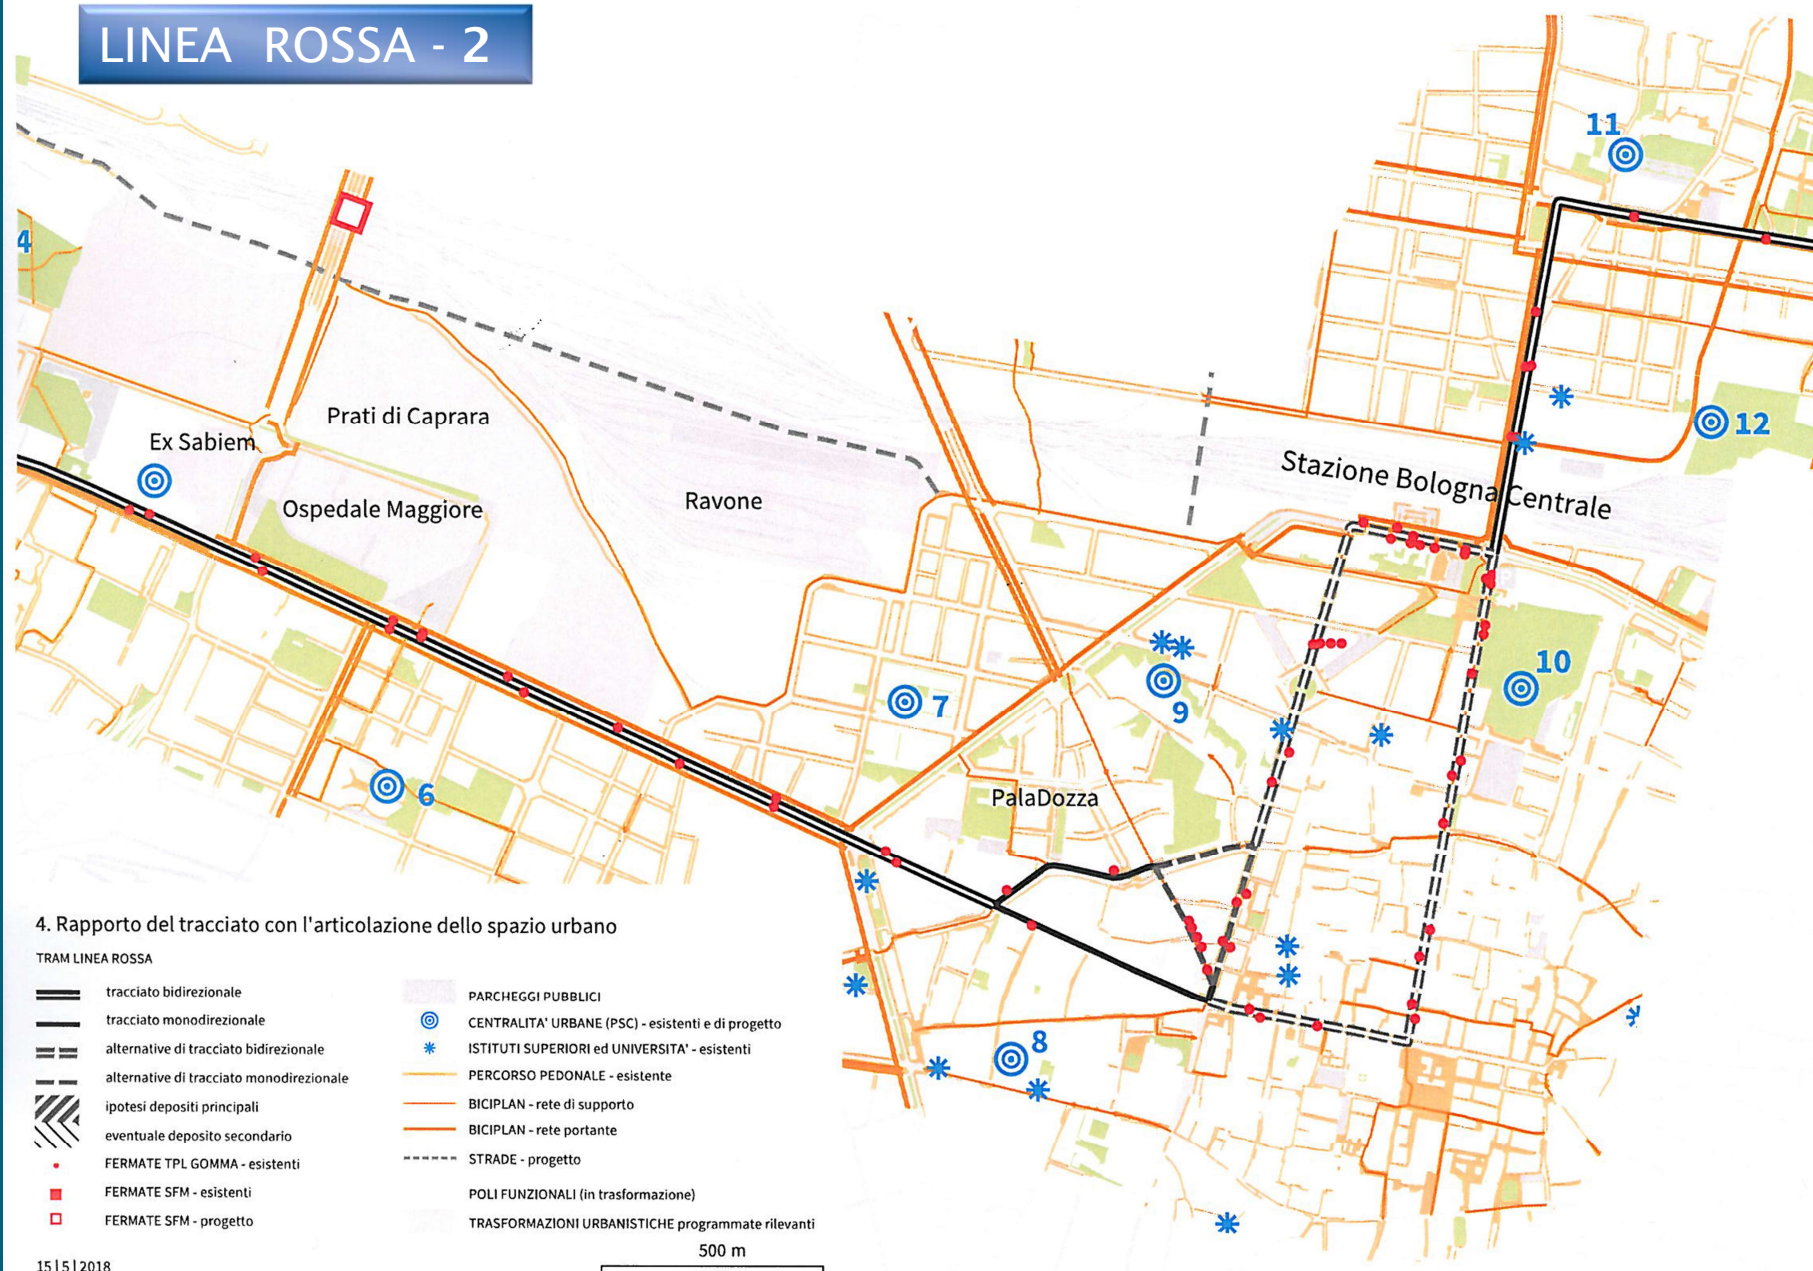 LINEA ROSSA - 2
11
4
12
Prati di Caprara
Ex Sabiem
Ospedale Maggiore
Ravone
Stazione Bologna Centrale
10
9
7
6
PalaDozza
8
4. Rapporto del tracciato con l'articolazione dello spazio urbano
TRAM LINEA ROSSA
tracciato bidirezionale
tracciato monodirezionale
alternative di tracciato bidirezionale
alternative di tracciato monodirezionale
ipotesi depositi principali
eventuale deposito secondario
FERMATE TPL GOMMA - esistenti
FERMATE SFM - esistenti
FERMATE SFM - progetto
PARCHEGGI PUBBLICI
CENTRALITA' URBANE (PSC) - esistenti e di progetto
ISTITUTI SUPERIORI ed UNIVERSITA' - esistenti
PERCORSO PEDONALE - esistente
BICIPLAN - rete di supporto
BICIPLAN - rete portante
STRADE - progetto
POLI FUNZIONALI (in trasformazione)
TRASFORMAZIONI URBANISTICHE programmate rilevanti
500 m
15|5|2018